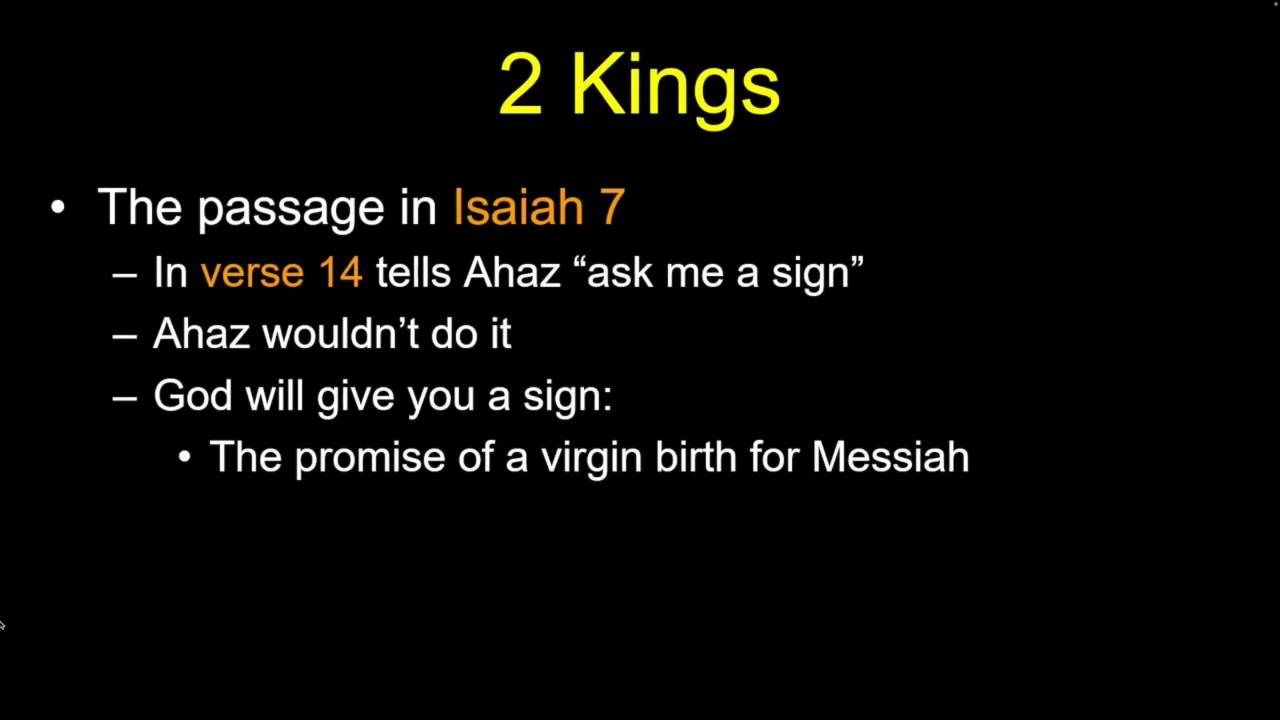 2 Kings
• The passage in Isaiah 7
– In verse 14 tells Ahaz “ask me a sign”
– Ahaz wouldn’t do it
– God will give you a sign:
• The promise of a virgin birth for Messiah